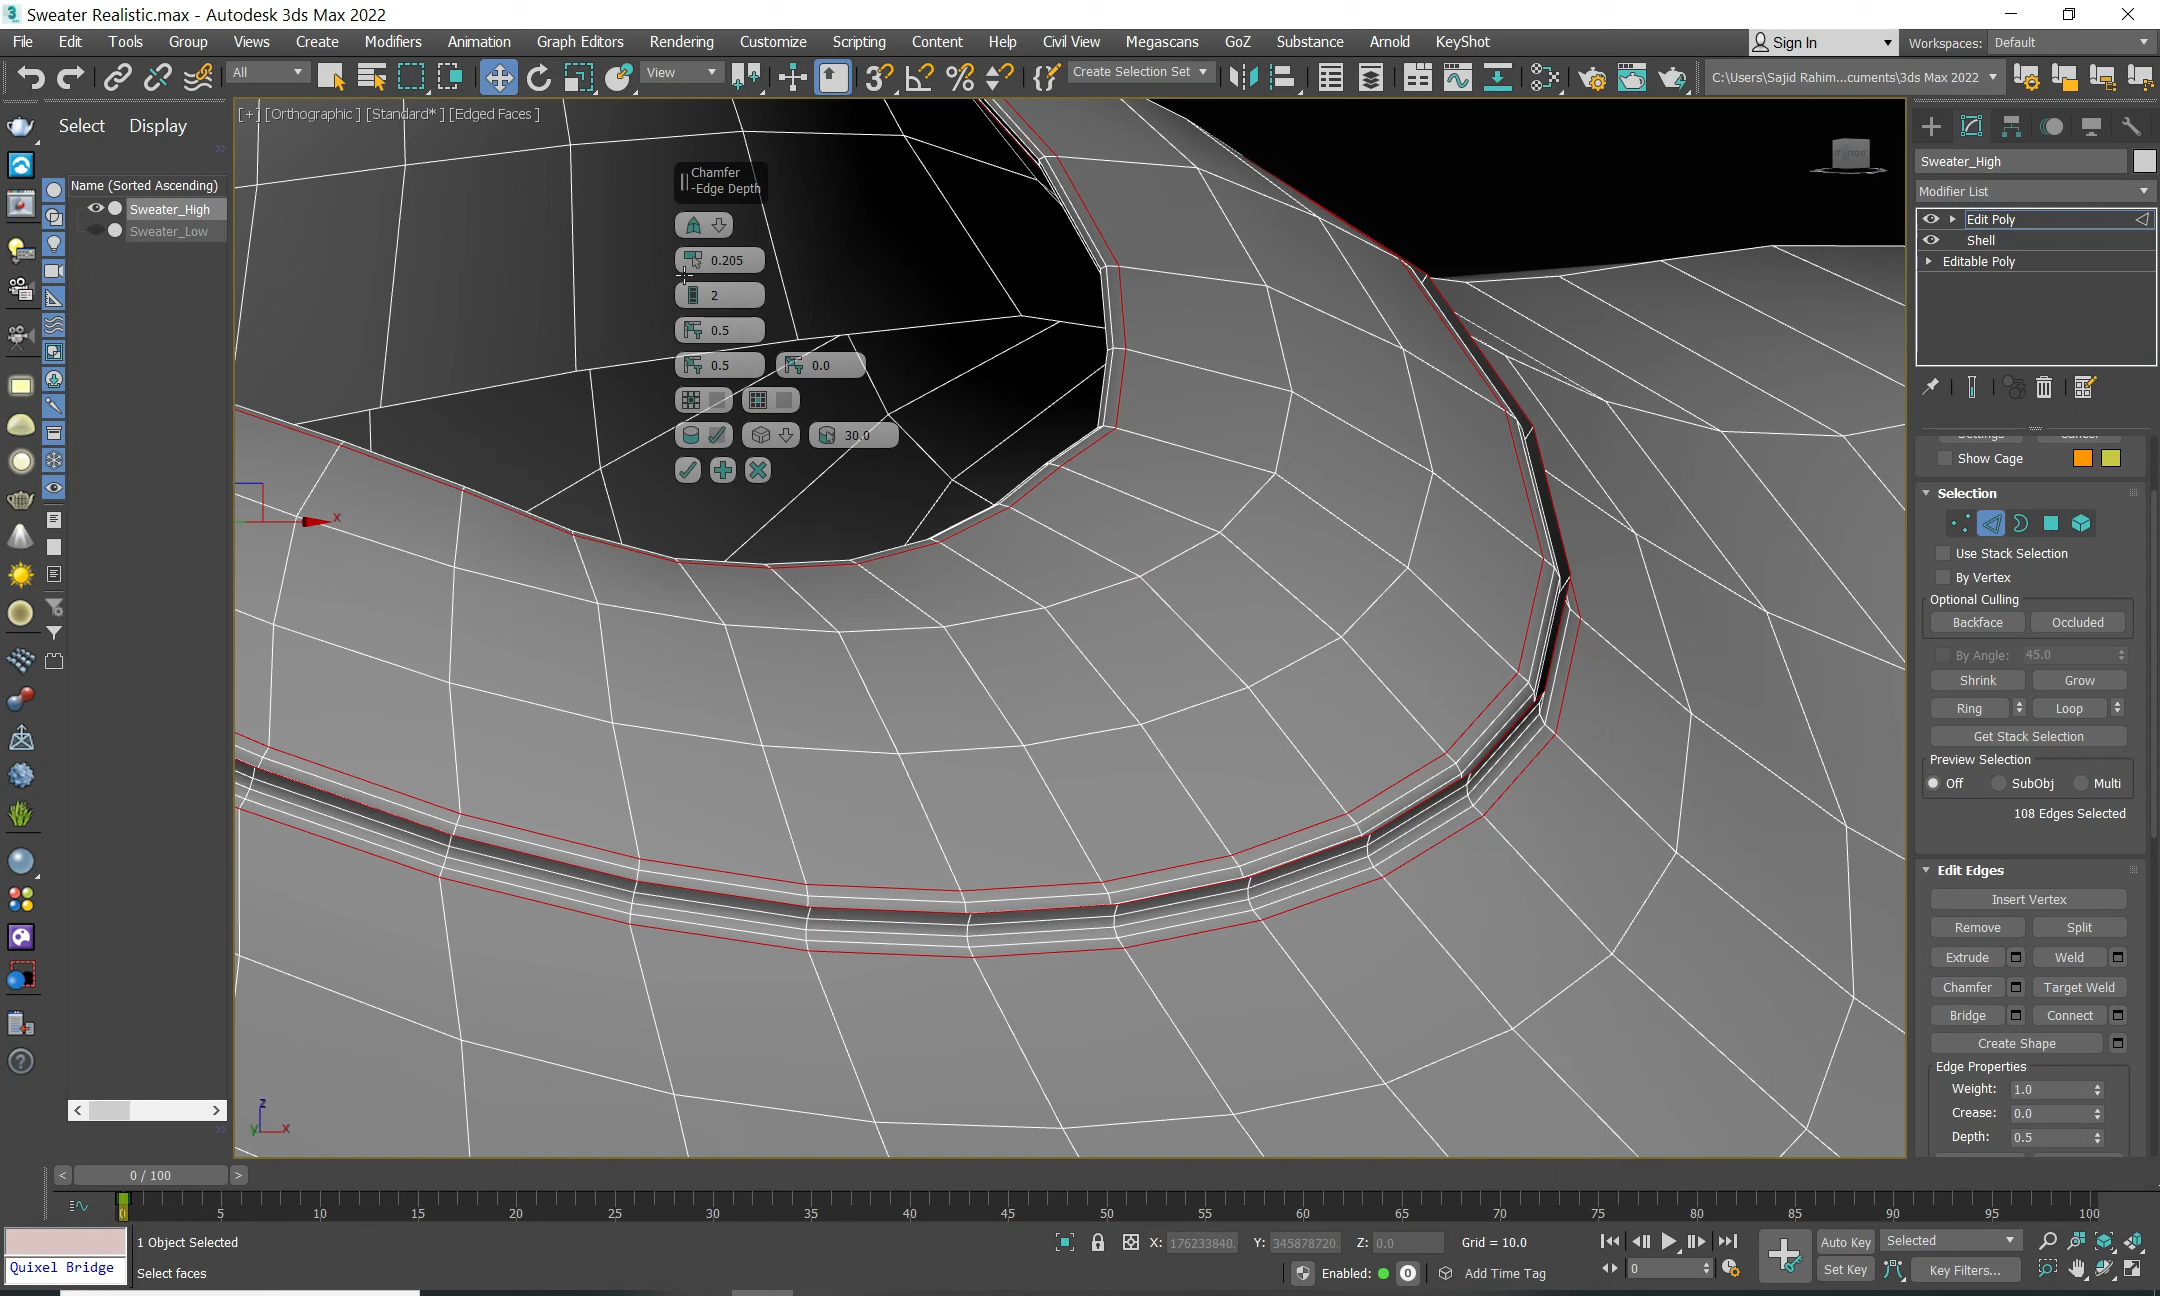 Sweater Realistic.max - Autodesk 3ds Max 2022
File Edit Tools Group Views Create Modifiers Animation Graph Editors Rendering Customize Scripting Content Help Civil View Megascans GoZ Substance Arnold KeyShot
Sign In
Workspaces: Default
All
View
Create Selection Set
C:\Users\Sajid Rahim...cuments\3ds Max 2022
Select Display
[+] [Orthographic ] [Standard* ] [Edged Faces ]
Name (Sorted Ascending)
Sweater_High
Sweater_Low
Chamfer
-Edge Depth
0.205
2
0.5
0.5 0.0
30.0
x
z
y x
Sweater_High
Modifier List
Edit Poly
Shell
Editable Poly
Show Cage
Selection
Use Stack Selection
By Vertex
Optional Culling
Backface Occluded
By Angle: 45.0
Shrink Grow
Ring Loop
Get Stack Selection
Preview Selection
Off SubObj Multi
108 Edges Selected
Edit Edges
Insert Vertex
Remove Split
Extrude Weld
Chamfer Target Weld
Bridge Connect
Create Shape
Edge Properties
Weight: 1.0
Crease: 0.0
Depth: 0.5
0 / 100
5 10 15 20 25 30 35 40 45 50 55 60 65 70 75 80 85 90 95 100
Quixel Bridge
1 Object Selected
Select faces
X: 176233840. Y: 345878720. Z: 0.0 Grid = 10.0
Enabled: 0 Add Time Tag
0
Auto Key Selected
Set Key Key Filters...